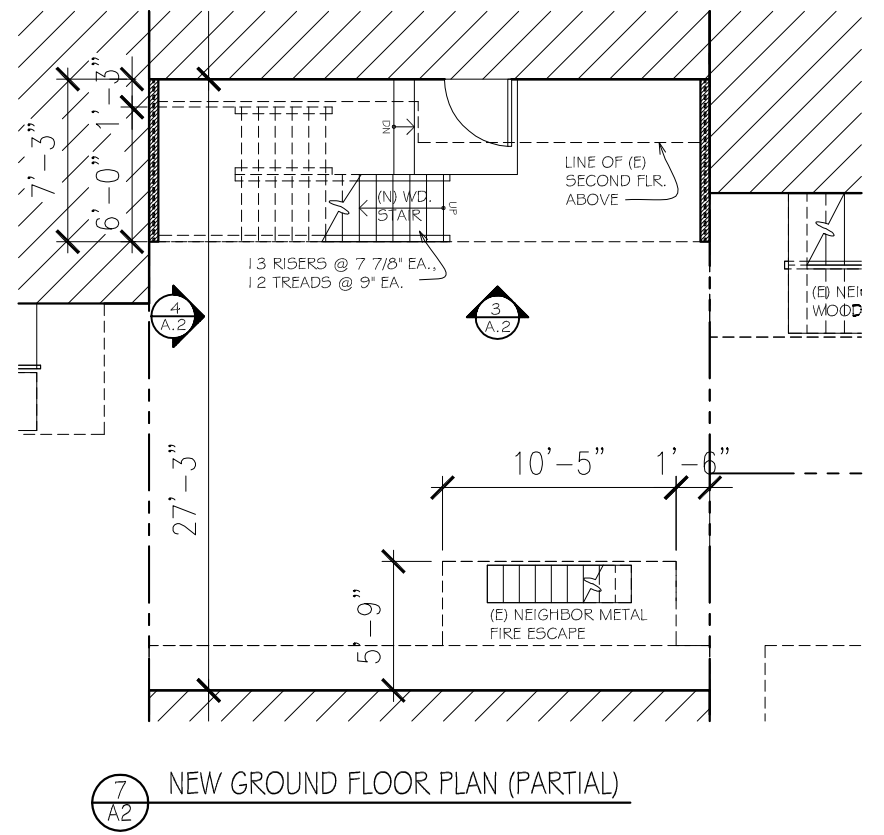 1'-3"
7'-3"
6'-0"
DN
LINE OF (E)
SECOND FLR.
ABOVE
(N) WD.
STAIR
UP
13 RISERS @ 7 7/8" EA.,
12 TREADS @ 9" EA.
4
A.2
3
A.2
(E) NEI
WOOD
27'-3"
10'-5"
1'-6"
5'-9"
(E) NEIGHBOR METAL
FIRE ESCAPE
7
A2
NEW GROUND FLOOR PLAN (PARTIAL)